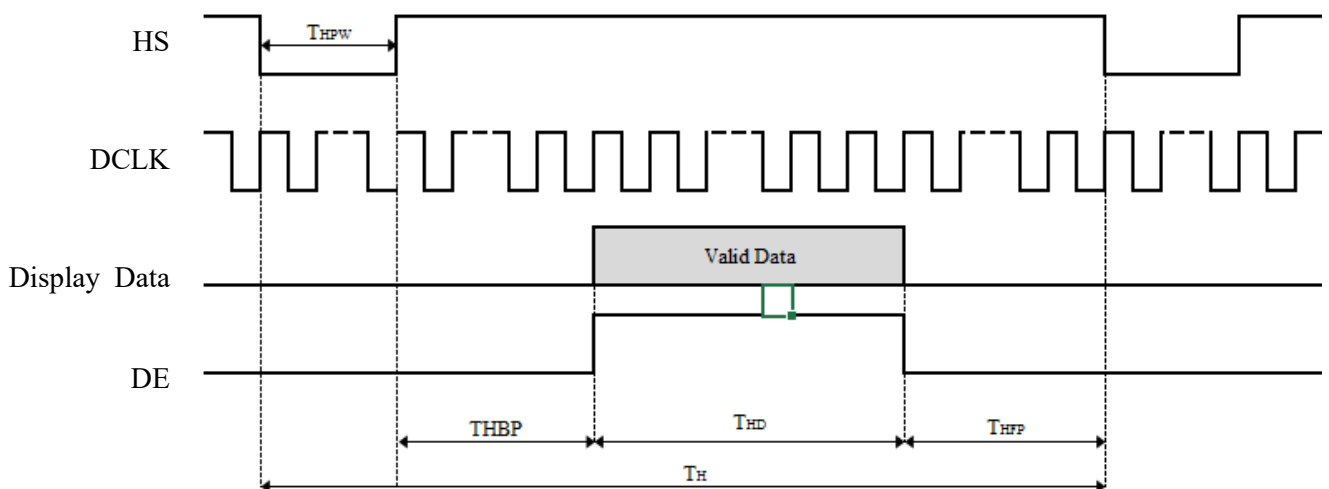 HS
THPW
DCLK
Valid Data
Display Data
DE
THBP
THD
THFP
TH